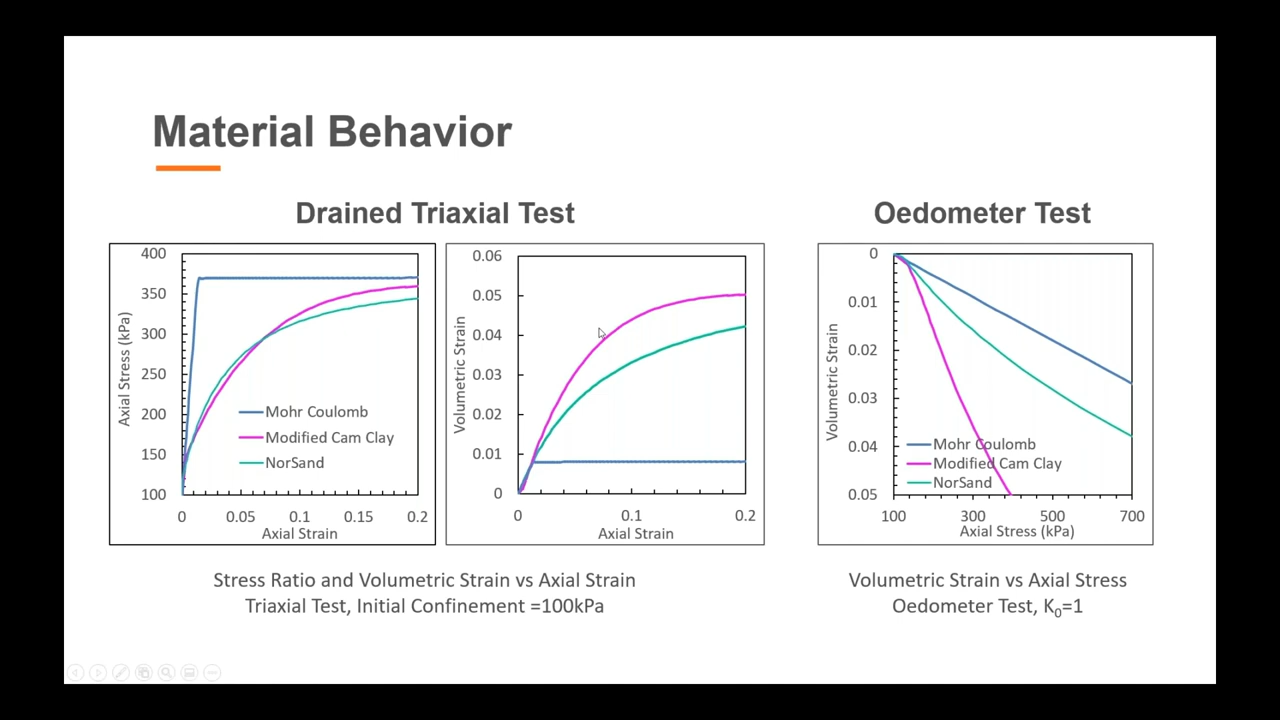 Material Behavior
Drained Triaxial Test
Oedometer Test
400
350
300
250
200
150
100
Axial Stress (kPa)
Mohr Coulomb
Modified Cam Clay
NorSand
0
0.05
0.1
0.15
0.2
Axial Strain
0.06
0.05
0.04
0.03
0.02
0.01
0
Volumetric Strain
0
0.1
0.2
Axial Strain
0
0.01
0.02
0.03
0.04
0.05
Volumetric Strain
Mohr Coulomb
Modified Cam Clay
NorSand
100
300
500
700
Axial Stress (kPa)
Stress Ratio and Volumetric Strain vs Axial Strain
Triaxial Test, Initial Confinement =100kPa
Volumetric Strain vs Axial Stress
Oedometer Test, K₀=1